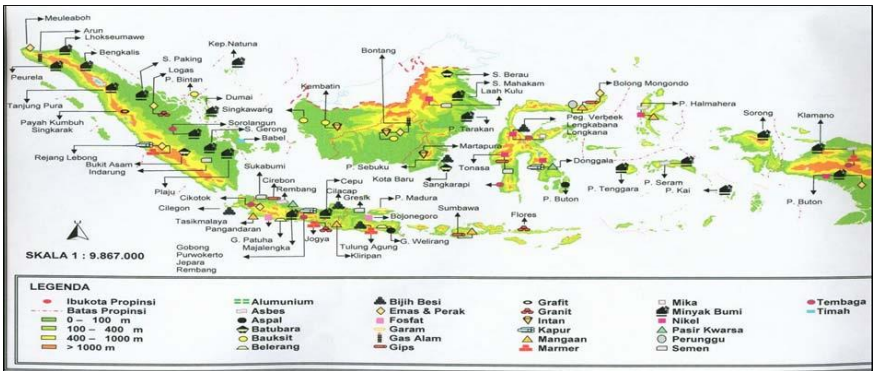 Meuleaboh
Arun
Lhokseumawe
Bengkalis
Peurela
Tanjung Pura
Payah Kumbuh
Singkarak
Rejang Lebong
Bukit Asam
Indarung
Plaju
S. Paking
Logas
P. Bintan
Kep.Natuna
Dumai
Singkawang
Sorolangun
S. Gerong
Babel
Sukabumi
Cirebon
Rembang
Cikotok
Cilegon
Tasikmalaya
Pangandaran
G. Patuha
Majalengka
Gobong
Purwokerto
Jepara
Rembang
Jogya
Cepu
Cilacap
Gresik
P. Madura
Bojonegoro
Tulung Agung
Kliripan
G. Welirang
Kembatin
Bontang
S. Berau
S. Mahakam
Laah Kulu
P. Tarakan
Martapura
P. Sebuku
Kota Baru
Sangkarapi
Tonasa
Peg. Verbeek
Lengkabana
Longkana
Bolong Mongondo
P. Halmahera
Sorong
Klamano
Donggala
P. Buton
P. Tenggara
P. Seram
P. Kai
P. Buton
Sumbawa
Flores
SKALA 1 : 9.867.000
LEGENDA
Ibukota Propinsi
Batas Propinsi
0 - 100 m
100 - 400 m
400 - 1000 m
> 1000 m
Alumunium
Asbes
Aspal
Batubara
Bauksit
Belerang
Bijih Besi
Emas & Perak
Fosfat
Garam
Gas Alam
Gips
Grafit
Granit
Intan
Kapur
Mangaan
Marmer
Mika
Minyak Bumi
Nikel
Pasir Kwarsa
Perunggu
Semen
Tembaga
Timah